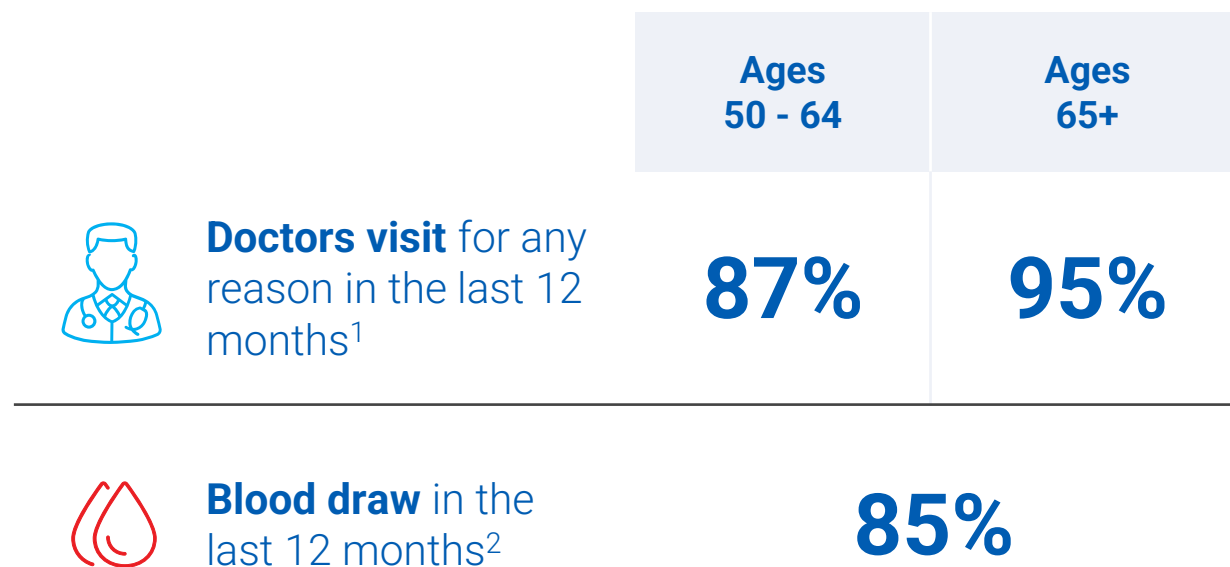 Ages
50 - 64
Ages
65+
Doctors visit for any
reason in the last 12
months1
87%
95%
Blood draw in the
last 12 months2
85%